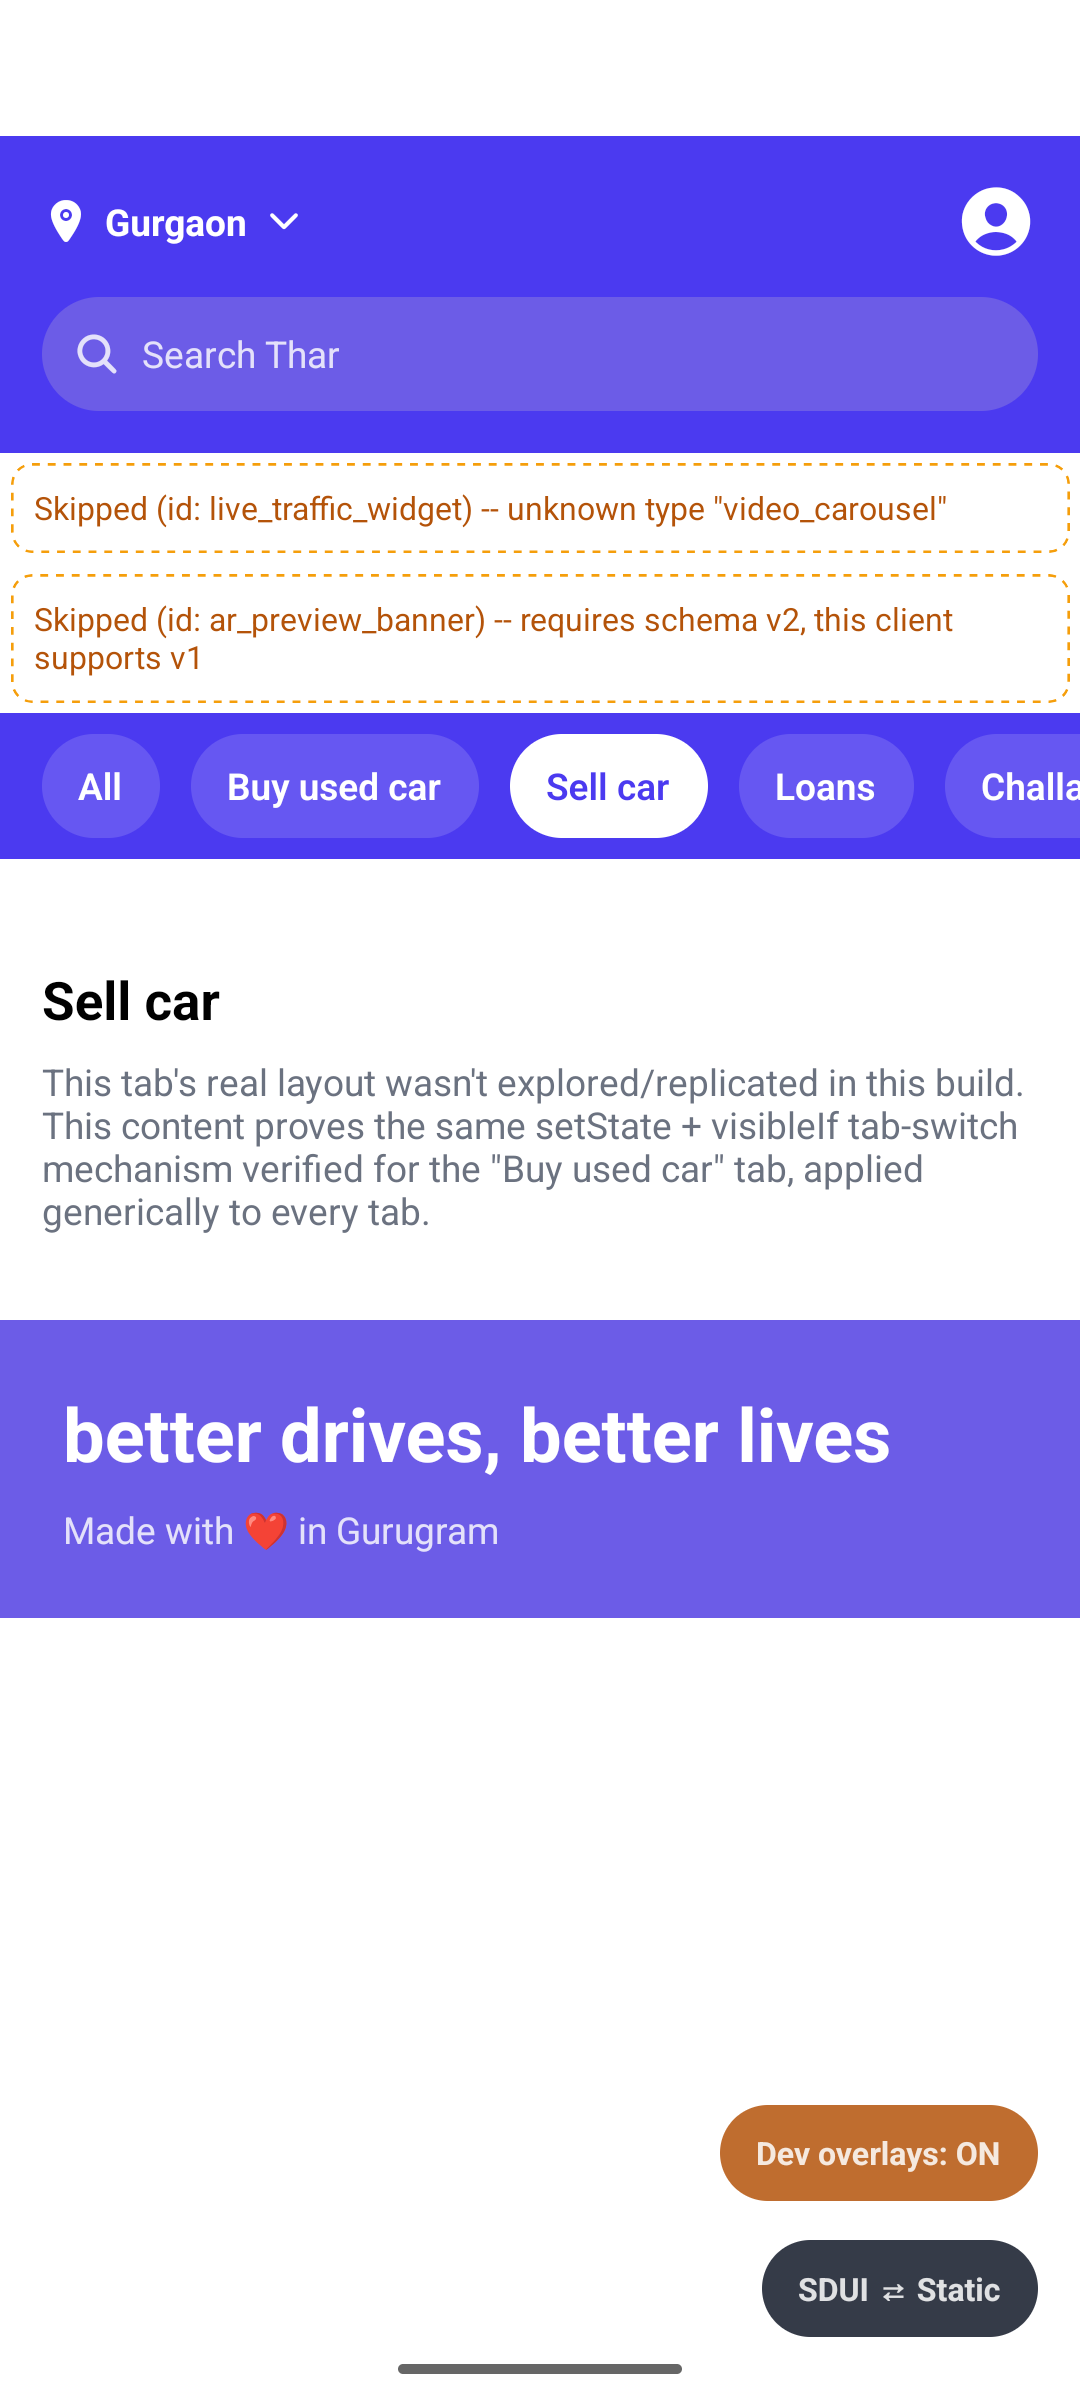 Gurgaon
Search Thar
Skipped (id: live_traffic_widget) -- unknown type "video_carousel"
Skipped (id: ar_preview_banner) -- requires schema v2, this client
supports v1
All
Buy used car
Sell car
Loans
Challa
Sell car
This tab's real layout wasn't explored/replicated in this build.
This content proves the same setState + visibleIf tab-switch
mechanism verified for the "Buy used car" tab, applied
generically to every tab.
better drives, better lives
Made with ❤️ in Gurugram
Dev overlays: ON
SDUI ⇄ Static